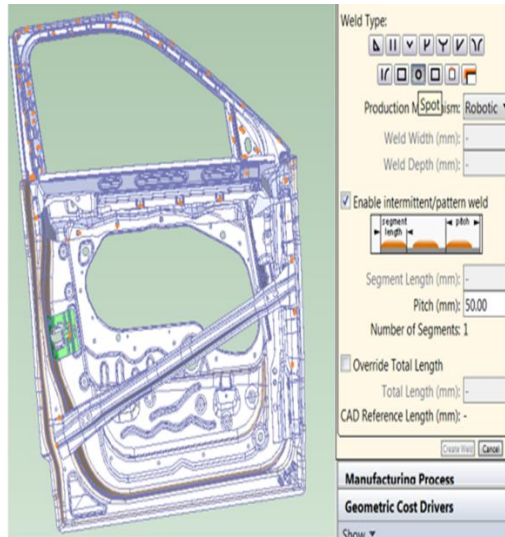 Weld Type:
Production M Spot ism: Robotic
Weld Width (mm): -
Weld Depth (mm): -
Enable intermittent/pattern weld
segment length pitch
Segment Length (mm): -
Pitch (mm): 50.00
Number of Segments: 1
Override Total Length
Total Length (mm): -
CAD Reference Length (mm): -
Create Weld Cancel
Manufacturing Process
Geometric Cost Drivers
Show